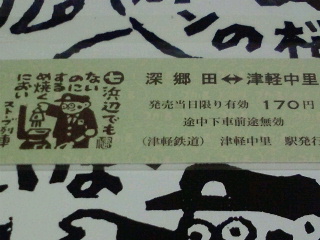 ンの桜
七 浜辺でも
ないのに
するめ焼く
におい
ストーブ列車
深郷田⇔津軽中里
発売当日限り有効 170円
途中下車前途無効
(津軽鉄道) 津軽中里 駅発行